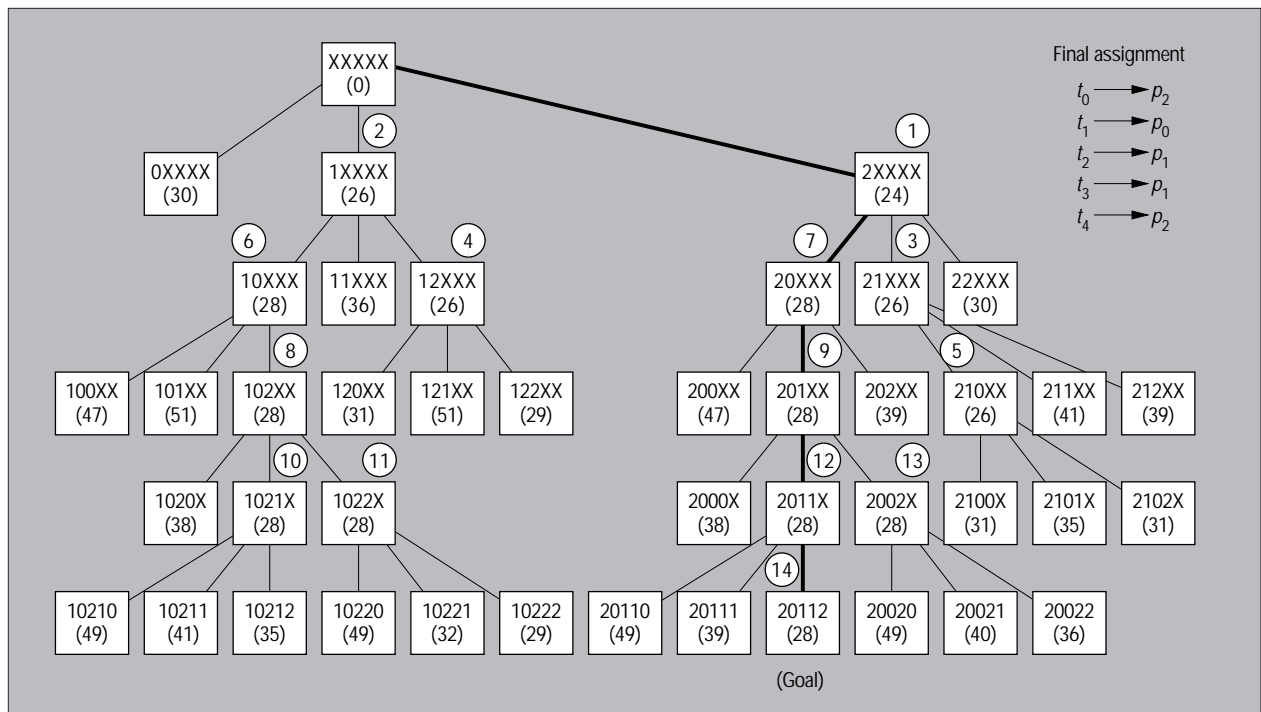 XXXXX
(0)
Final assignment
t0 → p2
t1 → p0
t2 → p1
t3 → p1
t4 → p2
2
1
0XXXX
(30)
1XXXX
(26)
2XXXX
(24)
6
4
7
3
10XXX
(28)
11XXX
(36)
12XXX
(26)
20XXX
(28)
21XXX
(26)
22XXX
(30)
8
9
5
100XX
(47)
101XX
(51)
102XX
(28)
120XX
(31)
121XX
(51)
122XX
(29)
200XX
(47)
201XX
(28)
202XX
(39)
210XX
(26)
211XX
(41)
212XX
(39)
10
11
12
13
1020X
(38)
1021X
(28)
1022X
(28)
2000X
(38)
2011X
(28)
2002X
(28)
2100X
(31)
2101X
(35)
2102X
(31)
14
10210
(49)
10211
(41)
10212
(35)
10220
(49)
10221
(32)
10222
(29)
20110
(49)
20111
(39)
20112
(28)
20020
(49)
20021
(40)
20022
(36)
(Goal)